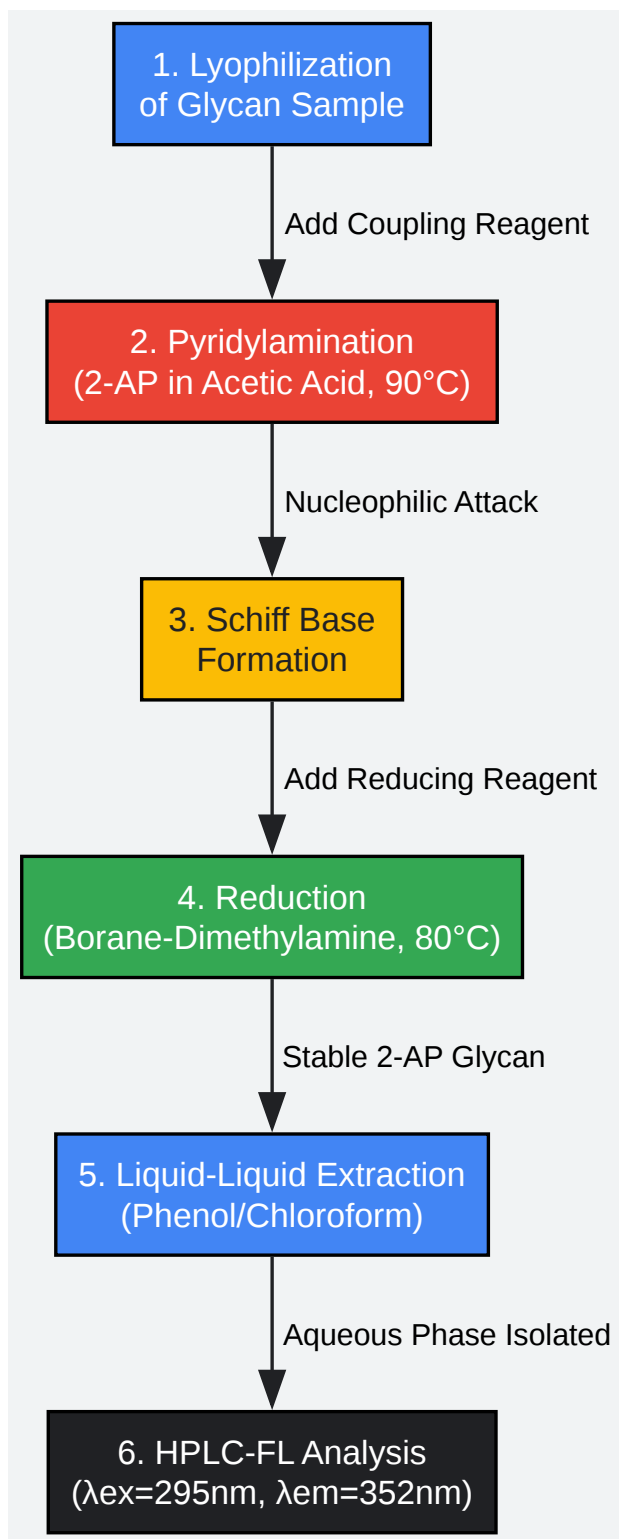 1. Lyophilization
of Glycan Sample
Add Coupling Reagent
2. Pyridylamination
(2-AP in Acetic Acid, 90°C)
Nucleophilic Attack
3. Schiff Base
Formation
Add Reducing Reagent
4. Reduction
(Borane-Dimethylamine, 80°C)
Stable 2-AP Glycan
5. Liquid-Liquid Extraction
(Phenol/Chloroform)
Aqueous Phase Isolated
6. HPLC-FL Analysis
(λex=295nm, λem=352nm)